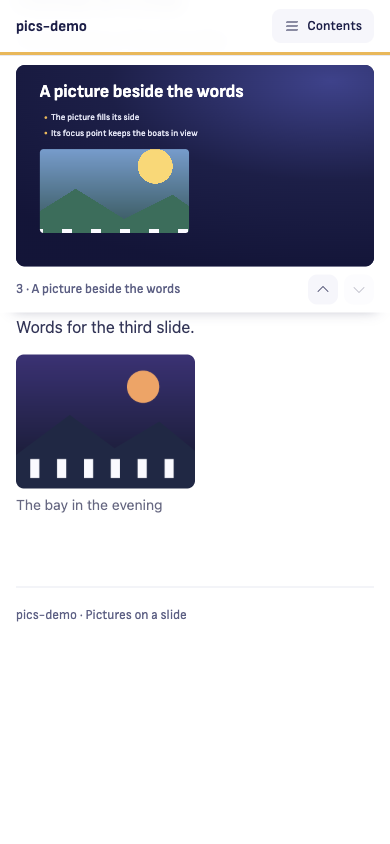 pics-demo
Contents
A picture beside the words
• The picture fills its side
• Its focus point keeps the boats in view
3 · A picture beside the words
Words for the third slide.
The bay in the evening
pics-demo · Pictures on a slide